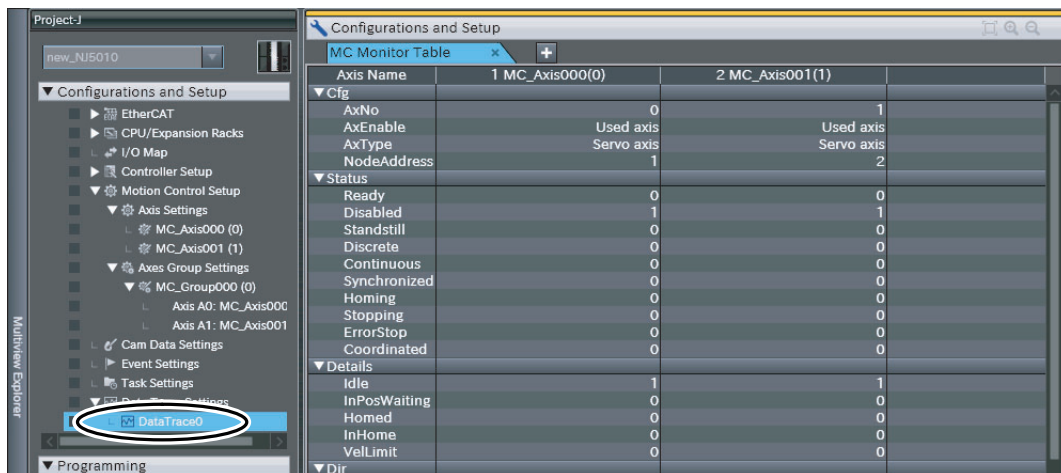 Project-J
new_NJ5010
Configurations and Setup
EtherCAT
CPU/Expansion Racks
I/O Map
Controller Setup
Motion Control Setup
Axis Settings
MC_Axis000 (0)
MC_Axis001 (1)
Axes Group Settings
MC_Group000 (0)
Axis A0: MC_Axis000
Axis A1: MC_Axis001
Cam Data Settings
Event Settings
Task Settings
Settings
DataTrace0
Programming
Multiview Explorer
Configurations and Setup
MC Monitor Table × +
Axis Name 1 MC_Axis000(0) 2 MC_Axis001(1)
Cfg
AxNo 0 1
AxEnable Used axis Used axis
AxType Servo axis Servo axis
NodeAddress 1 2
Status
Ready 0 0
Disabled 1 1
Standstill 0 0
Discrete 0 0
Continuous 0 0
Synchronized 0 0
Homing 0 0
Stopping 0 0
ErrorStop 0 0
Coordinated 0 0
Details
Idle 1 1
InPosWaiting 0 0
Homed 0 0
InHome 0 0
VelLimit 0 0
Dir